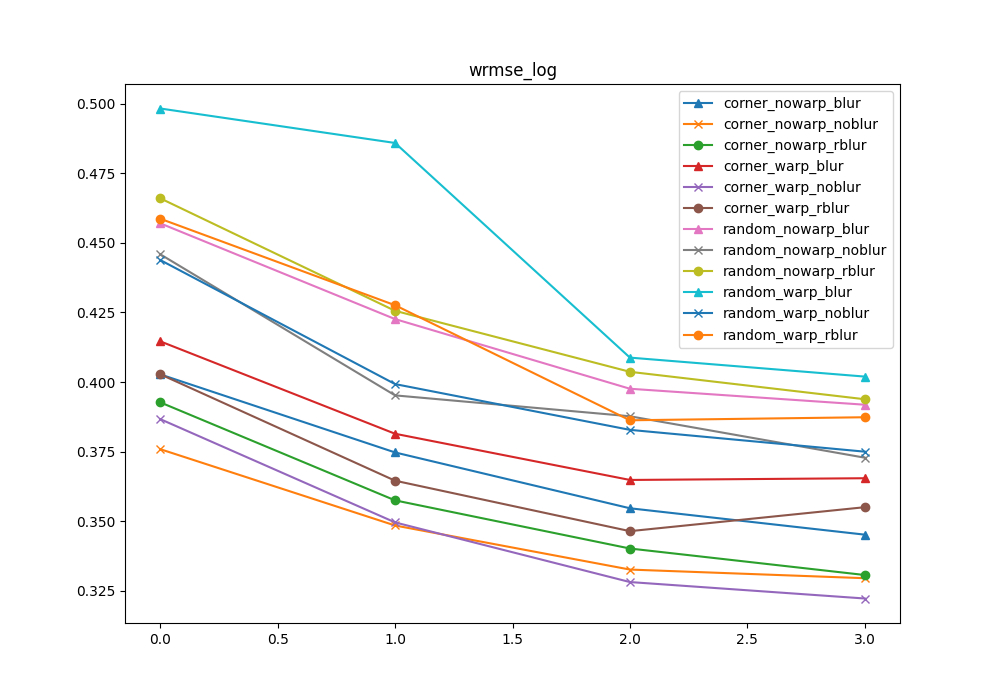 wrmse_log
0.500
0.475
0.450
0.425
0.400
0.375
0.350
0.325
0.0
0.5
1.0
1.5
2.0
2.5
3.0
corner_nowarp_blur
corner_nowarp_noblur
corner_nowarp_rblur
corner_warp_blur
corner_warp_noblur
corner_warp_rblur
random_nowarp_blur
random_nowarp_noblur
random_nowarp_rblur
random_warp_blur
random_warp_noblur
random_warp_rblur